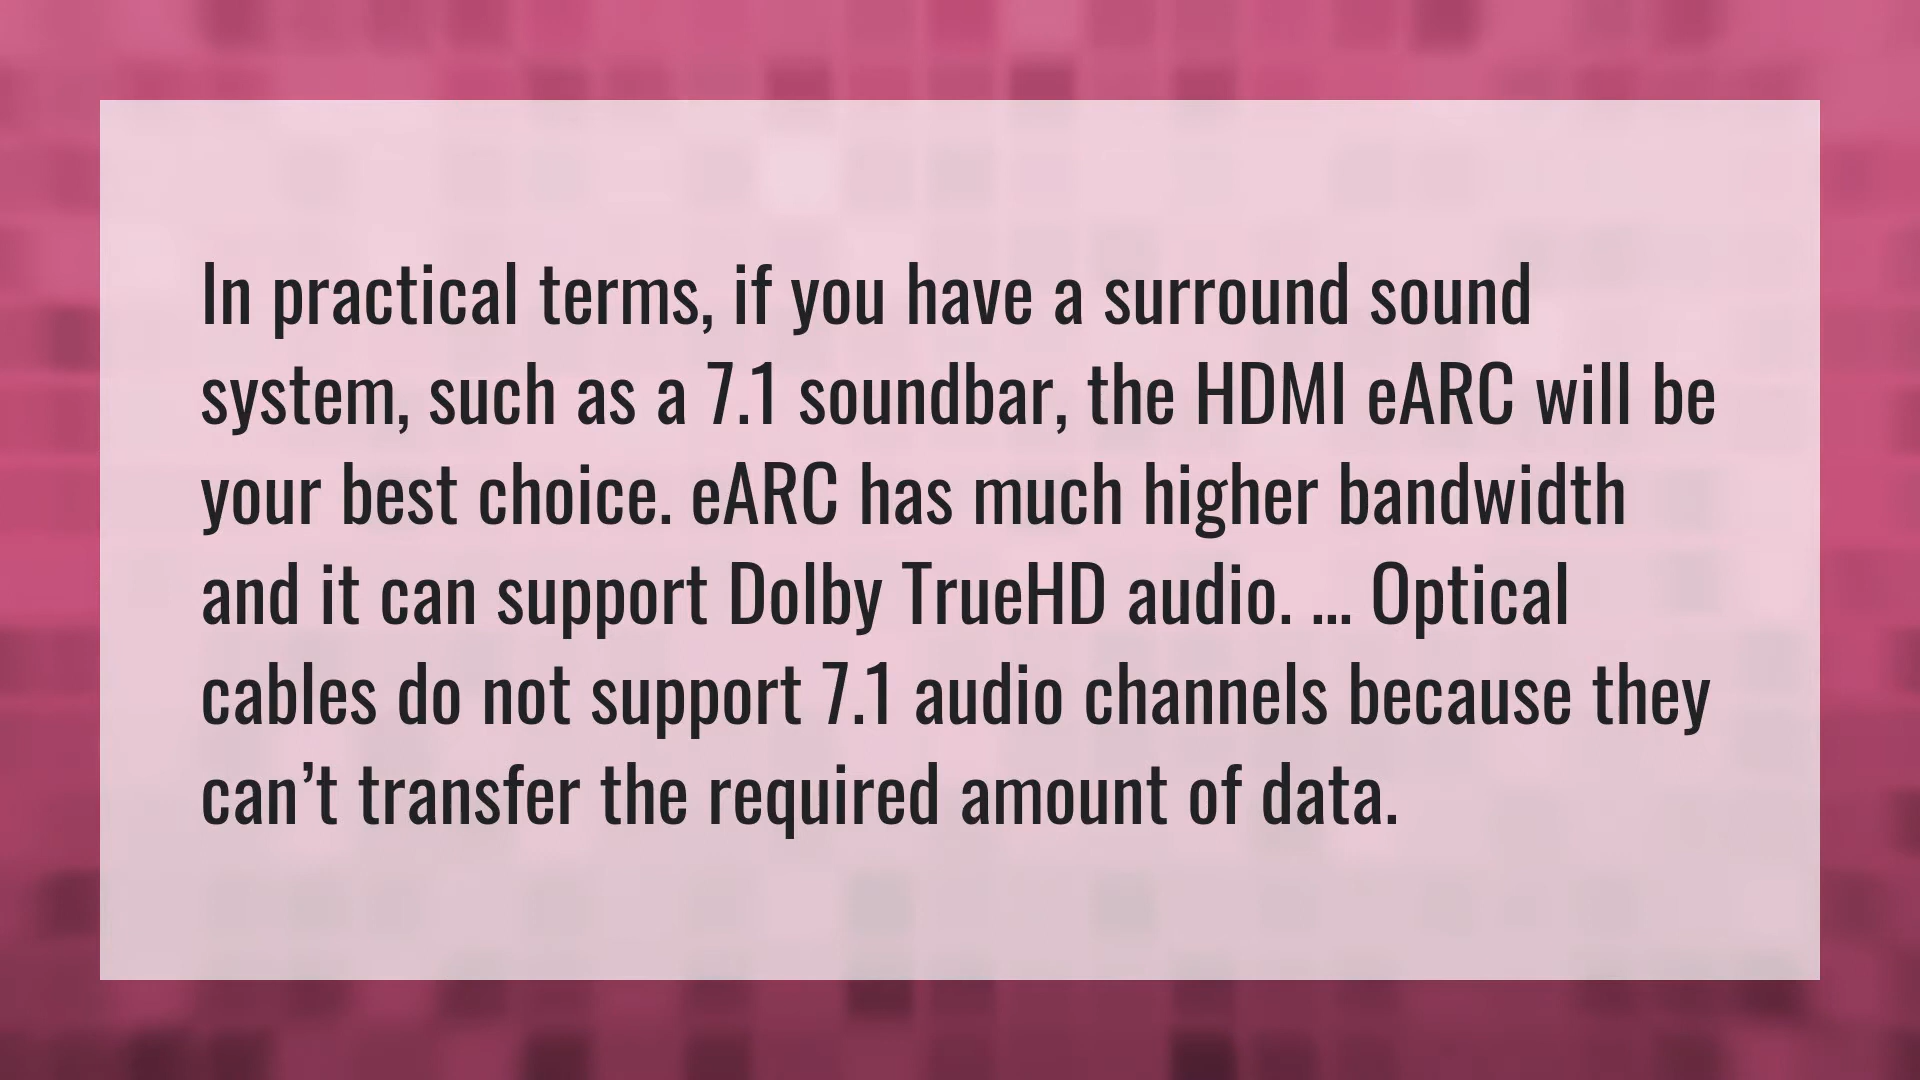 In practical terms, if you have a surround sound
system, such as a 7.1 soundbar, the HDMI eARC will be
your best choice. eARC has much higher bandwidth
and it can support Dolby TrueHD audio. ... Optical
cables do not support 7.1 audio channels because they
can’t transfer the required amount of data.